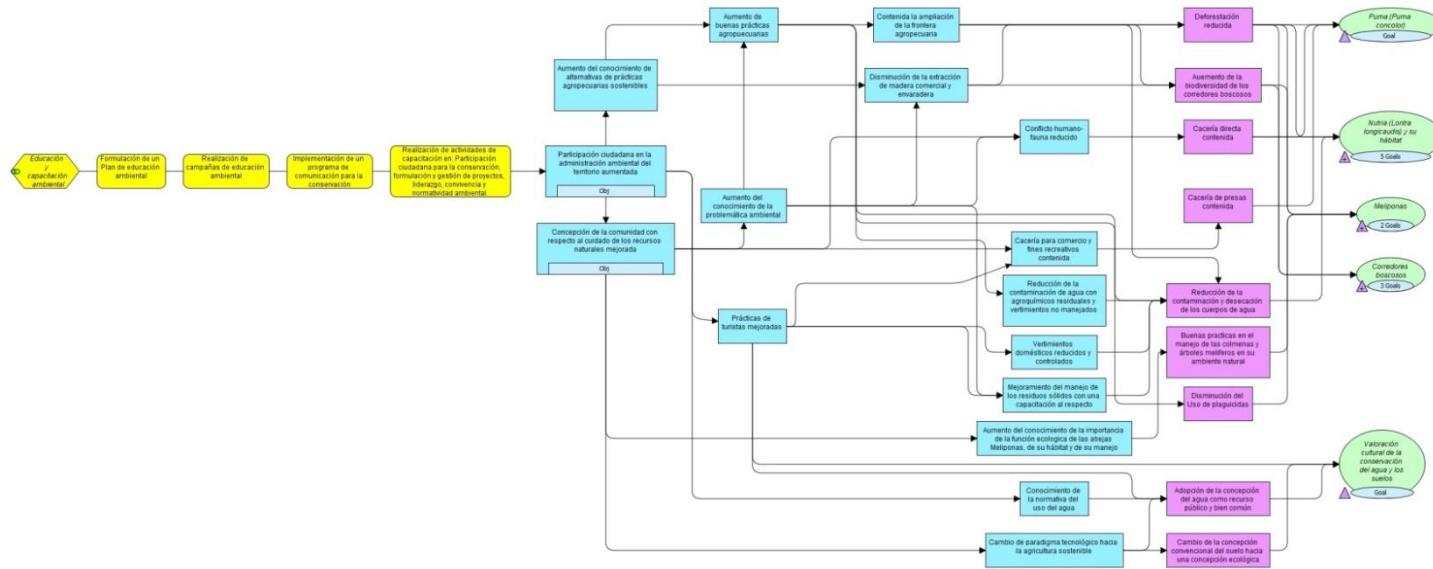 Educación
y
capacitación
ambiental
Formulación de un
Plan de educación
ambiental
Realización de
campañas de educación
ambiental
Implementación de un
programa de
comunicación para la
conservación
Realización de actividades de
capacitación en: Participación
ciudadana para la conservación,
formulación y gestión de proyectos,
liderazgo, convivencia y
normatividad ambiental.
Participación ciudadana en la
administración ambiental del
territorio aumentada
Obj
Aumento del conocimiento de
alternativas de prácticas
agropecuarias sostenibles
Concepción de la comunidad con
respecto al cuidado de los recursos
naturales mejorada
Obj
Aumento de
buenas prácticas
agropuecuarias
Aumento del
conocimiento de la
problemática ambiental
Prácticas de
turistas mejoradas
Contenida la ampliación de
la frontera
agropecuaria
Disminución de la extracción
de madera comercial y
envaradera
Conflicto humano-
fauna reducido
Cacería para comercio y
fines recreativos
contenida
Reducción de la
contaminación de agua con
agroquímicos residuales y
vertimientos no manejados
Vertimientos
domésticos reducidos y
controlados
Mejoramiento del manejo de
los residuos sólidos con una
capacitación al respecto
Aumento del conocimiento de la importancia
de la función ecologica de las abejas
Meliponas, de su hábitat y de su manejo
Conocimiento de
la normativa del
uso del agua
Cambio de paradigma tecnológico hacia
la agricultura sostenible
Deforestación
reducida
Auemento de la
biodiversidad de los
corredores boscosos
Cacería directa
contenida
Cacería de presas
contenida
Reducción de la
contaminación y desecación
de los cuerpos de agua
Buenas practicas en el
manejo de las colmenas y
árboles melíferos en su
ambiente natural
Disminución del
Uso de plaguicidas
Adopción de la concepción
del agua como recurso
público y bien común
Cambio de la concepción
convencional del suelo hacia
una concepción ecológica
Puma (Puma
concolor)
Goal
Nutria (Lontra
longicaudis) y su
hábitat
5 Goals
Meliponas
2 Goals
Corredores
boscosos
3 Goals
Valoración
cultural de la
conservación
del agua y los
suelos
Goal